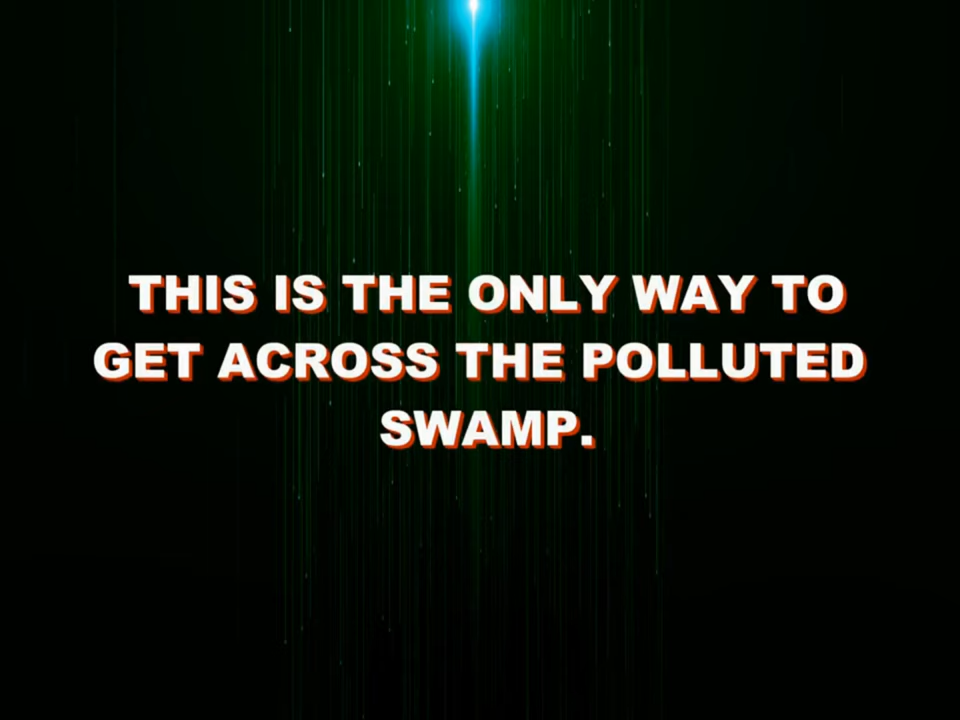 THIS IS THE ONLY WAY TO
GET ACROSS THE POLLUTED
SWAMP.